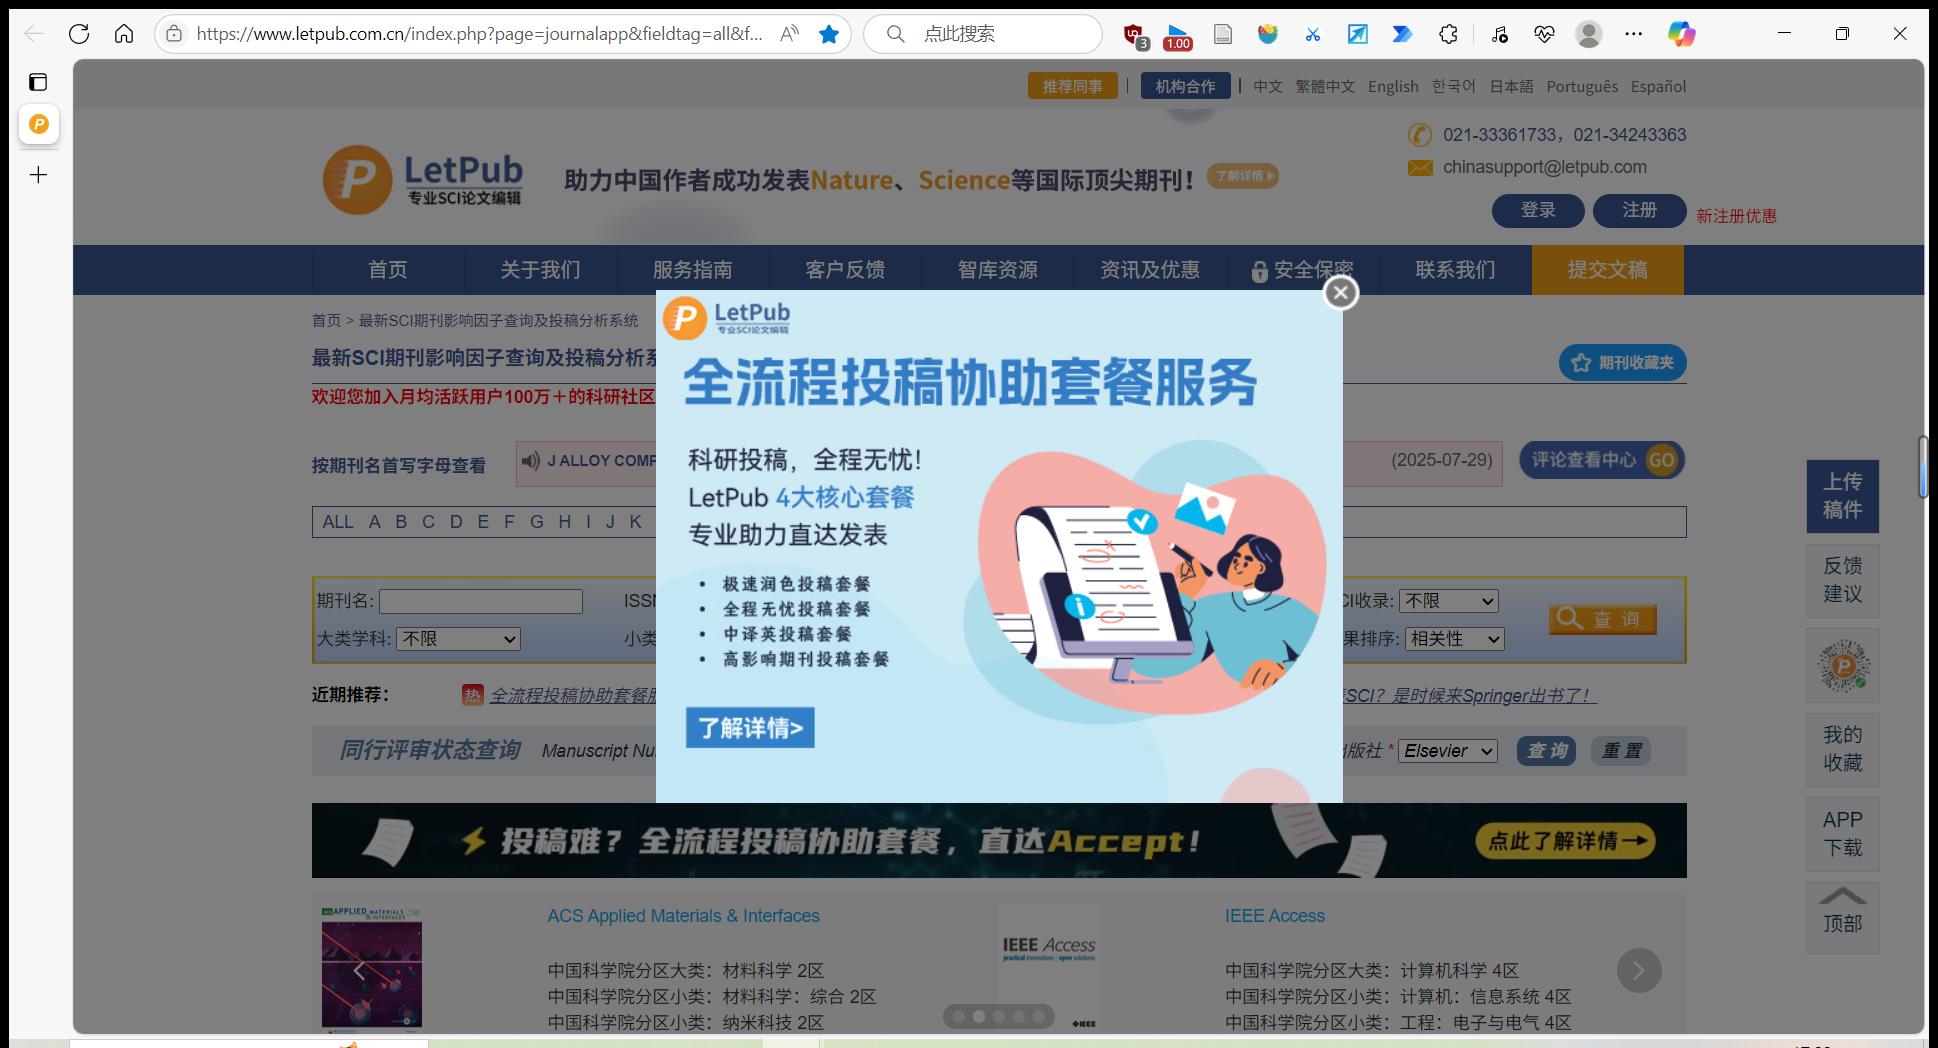 https://www.letpub.com.cn/index.php?page=journalapp&fieldtag=all&f...
点此搜索
3
1.00
推荐同事 | 机构合作 | 中文 繁體中文 English 한국어 日本語 Português Español
LetPub
专业SCI论文编辑
助力中国作者成功发表Nature、Science等国际顶尖期刊！
了解详情
021-33361733，021-34243363
chinasupport@letpub.com
登录 注册 新注册优惠
首页 关于我们 服务指南 客户反馈 智库资源 资讯及优惠 安全保密 联系我们 提交文稿
首页 > 最新SCI期刊影响因子查询及投稿分析系统
最新SCI期刊影响因子查询及投稿分析系
期刊收藏夹
欢迎您加入月均活跃用户100万＋的科研社区
按期刊名首写字母查看
J ALLOY COMP
(2025-07-29)
评论查看中心 GO
ALL A B C D E F G H I J K
期刊名: ISSN
CI收录: 不限
查 询
大类学科: 不限 小类
果排序: 相关性
近期推荐：
热 全流程投稿协助套餐服
SCI？是时候来Springer出书了！
同行评审状态查询 Manuscript Nu
出版社 * Elsevier 查 询 重 置
LetPub
专业SCI论文编辑
全流程投稿协助套餐服务
科研投稿，全程无忧！
LetPub 4大核心套餐
专业助力直达发表
• 极速润色投稿套餐
• 全程无忧投稿套餐
• 中译英投稿套餐
• 高影响期刊投稿套餐
了解详情>
投稿难？全流程投稿协助套餐，直达Accept！
点此了解详情
ACS APPLIED MATERIALS
& INTERFACES
ACS Applied Materials & Interfaces
中国科学院分区大类：材料科学 2区
中国科学院分区小类：材料科学：综合 2区
中国科学院分区小类：纳米科技 2区
IEEE Access
practical innovations | open solutions
IEEE
IEEE Access
中国科学院分区大类：计算机科学 4区
中国科学院分区小类：计算机：信息系统 4区
中国科学院分区小类：工程：电子与电气 4区
上传
稿件
反馈
建议
我的
收藏
APP
下载
顶部